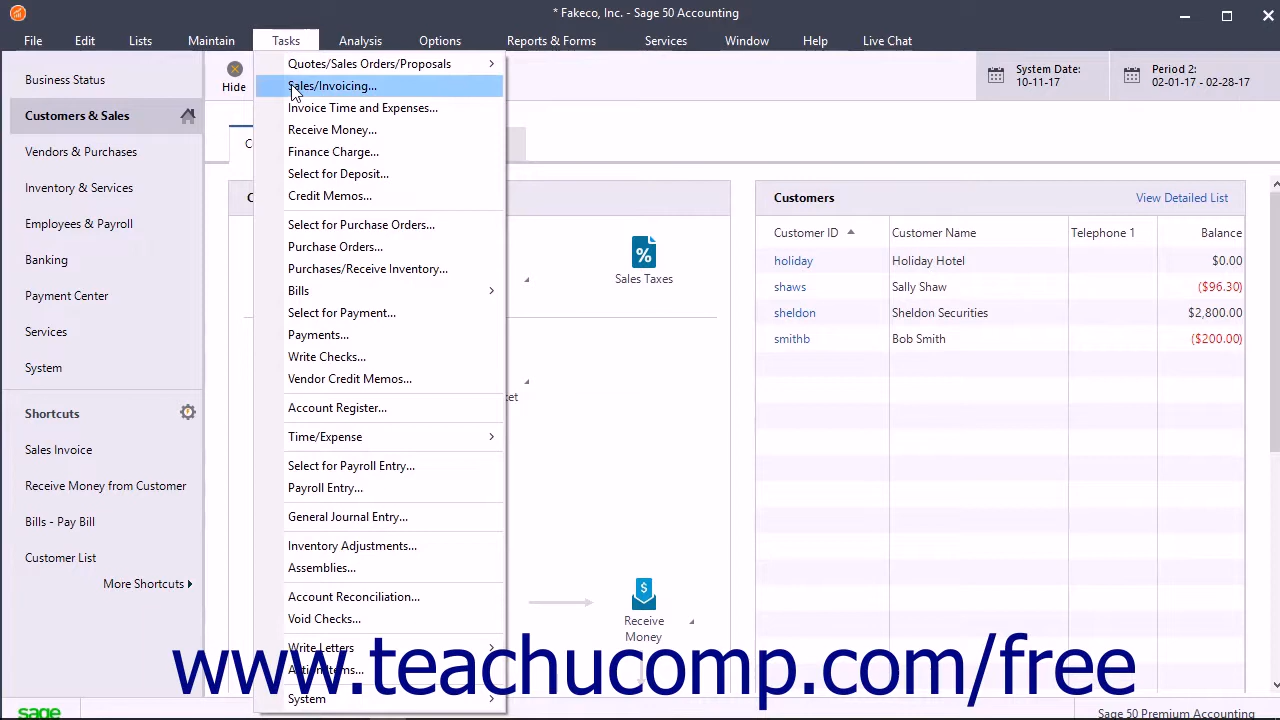 * Fakeco, Inc. - Sage 50 Accounting
File Edit Lists Maintain Tasks Analysis Options Reports & Forms Services Window Help Live Chat
Business Status
Customers & Sales
Vendors & Purchases
Inventory & Services
Employees & Payroll
Banking
Payment Center
Services
System
Shortcuts
Sales Invoice
Receive Money from Customer
Bills - Pay Bill
Customer List
More Shortcuts
sage
Hide
C
C
Quotes/Sales Orders/Proposals
Sales/Invoicing...
Invoice Time and Expenses...
Receive Money...
Finance Charge...
Select for Deposit...
Credit Memos...
Select for Purchase Orders...
Purchase Orders...
Purchases/Receive Inventory...
Bills
Select for Payment...
Payments...
Write Checks...
Vendor Credit Memos...
Account Register...
Time/Expense
Select for Payroll Entry...
Payroll Entry...
General Journal Entry...
Inventory Adjustments...
Assemblies...
Account Reconciliation...
Void Checks...
Write Letters
Action Items...
System
System Date:
10-11-17
Period 2:
02-01-17 - 02-28-17
%
Sales Taxes
et
$
Receive
Money
Customers View Detailed List
Customer ID Customer Name Telephone 1 Balance
holiday Holiday Hotel $0.00
shaws Sally Shaw ($96.30)
sheldon Sheldon Securities $2,800.00
smithb Bob Smith ($200.00)
www.teachucomp.com/free
Sage 50 Premium Accounting